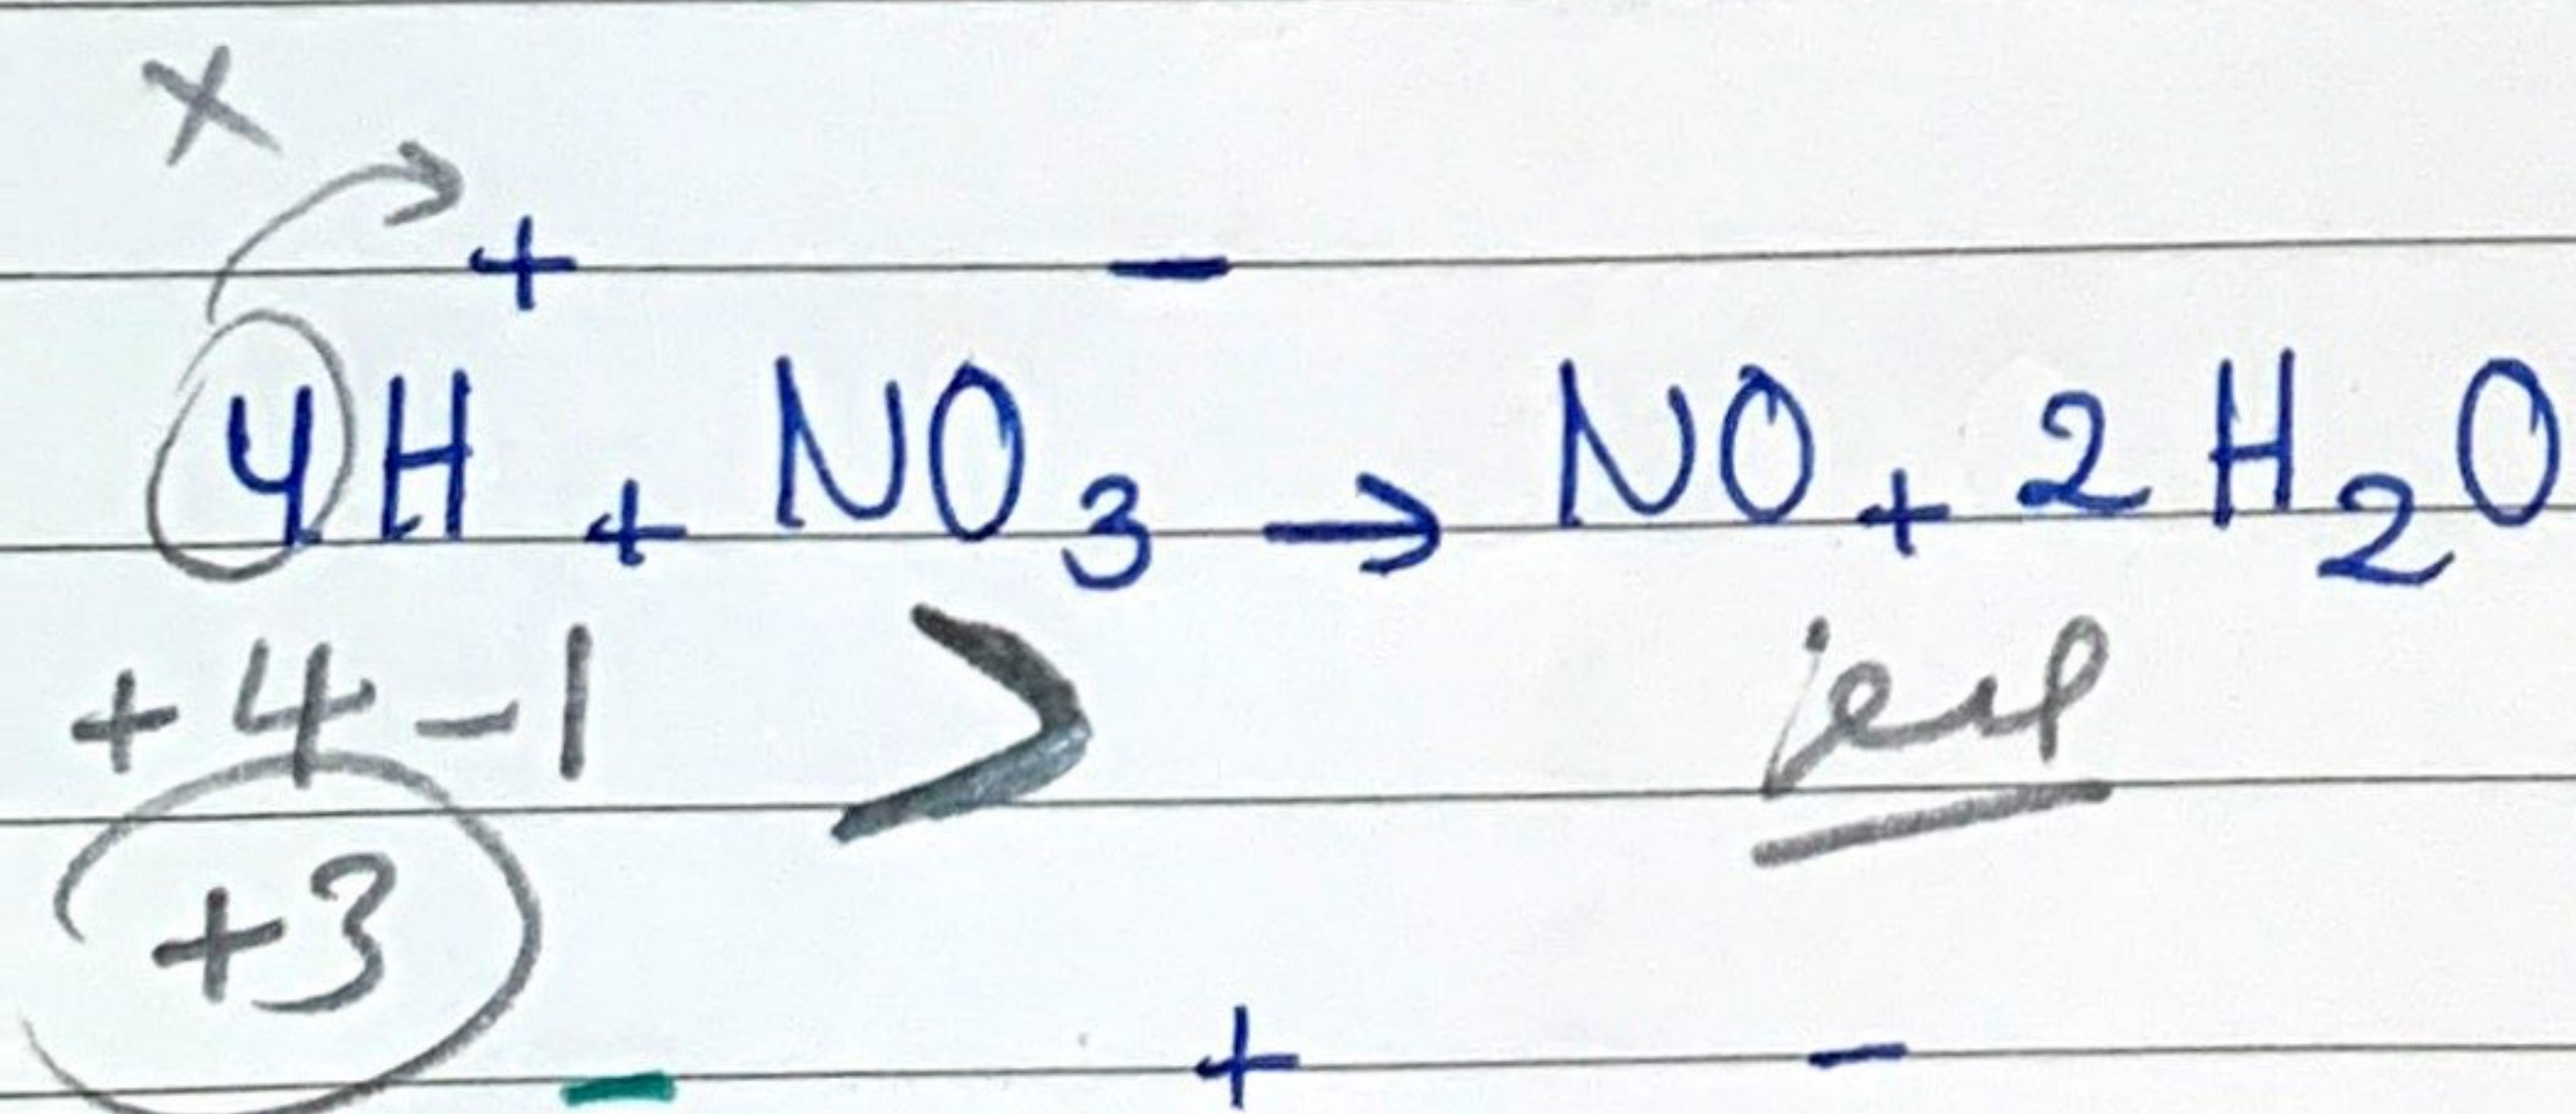 ×
4H⁺ + NO₃⁻ → NO + 2H₂O
+4-1 >
+3
- + -